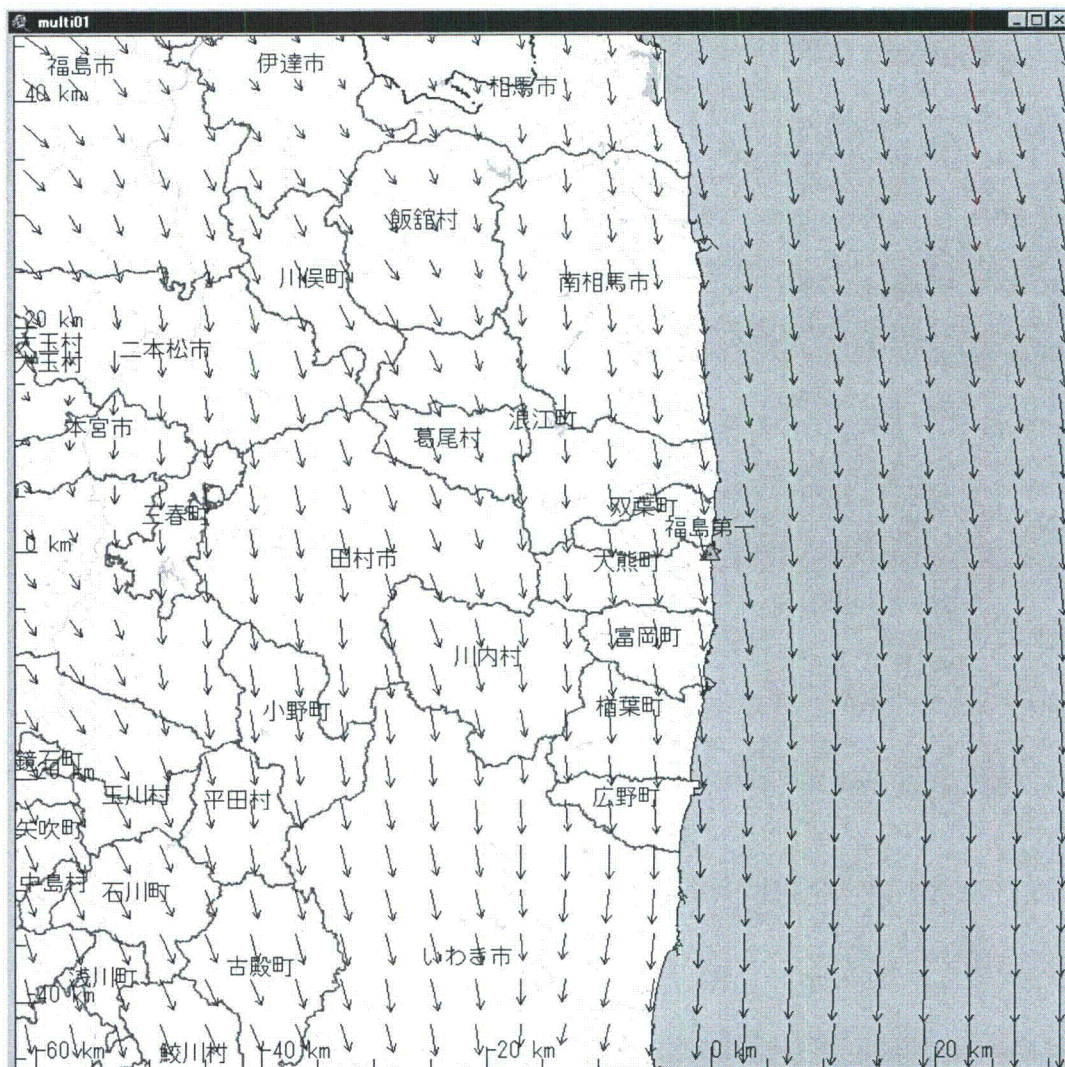 multi01
福島市
伊達市
相馬市
40 km
飯舘村
川俣町
南相馬市
20 km
大玉村
大玉村
二本松市
本宮市
浪江町
葛尾村
三春町
双葉町
福島第一
0 km
田村市
大熊町
富岡町
川内村
小野町
楢葉町
鏡石町
-20 km
玉川村
平田村
広野町
矢吹町
中島村
石川町
いわき市
古殿町
浅川町
-40 km
-60 km
鮫川村
-40 km
-20 km
0 km
20 km